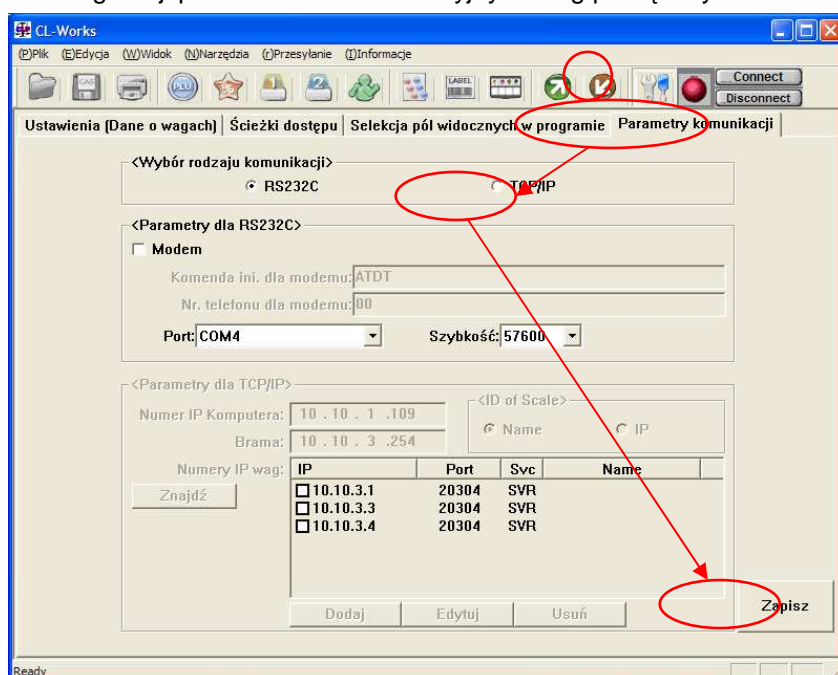 CL-Works
(P)Plik (E)Edycja (W)Widok (N)Narzędzia (r)Przesyłanie (I)Informacje
CAS PLU LABEL Connect
Disconnect
Ustawienia (Dane o wagach) Ścieżki dostępu Selekcja pól widocznych w programie Parametry komunikacji
<Wybór rodzaju komunikacji>
RS232C TCP/IP
<Parametry dla RS232C>
Modem
Komenda ini. dla modemu: ATDT
Nr. telefonu dla modemu: 00
Port: COM4 Szybkość: 57600
<Parametry dla TCP/IP>
<ID of Scale>
Numer IP Komputera: 10 . 10 . 1 .109
Name IP
Brama: 10 . 10 . 3 .254
Numery IP wag: IP Port Svc Name
Znajdź
10.10.3.1 20304 SVR
10.10.3.3 20304 SVR
10.10.3.4 20304 SVR
Dodaj Edytuj Usuń
Zapisz
Ready